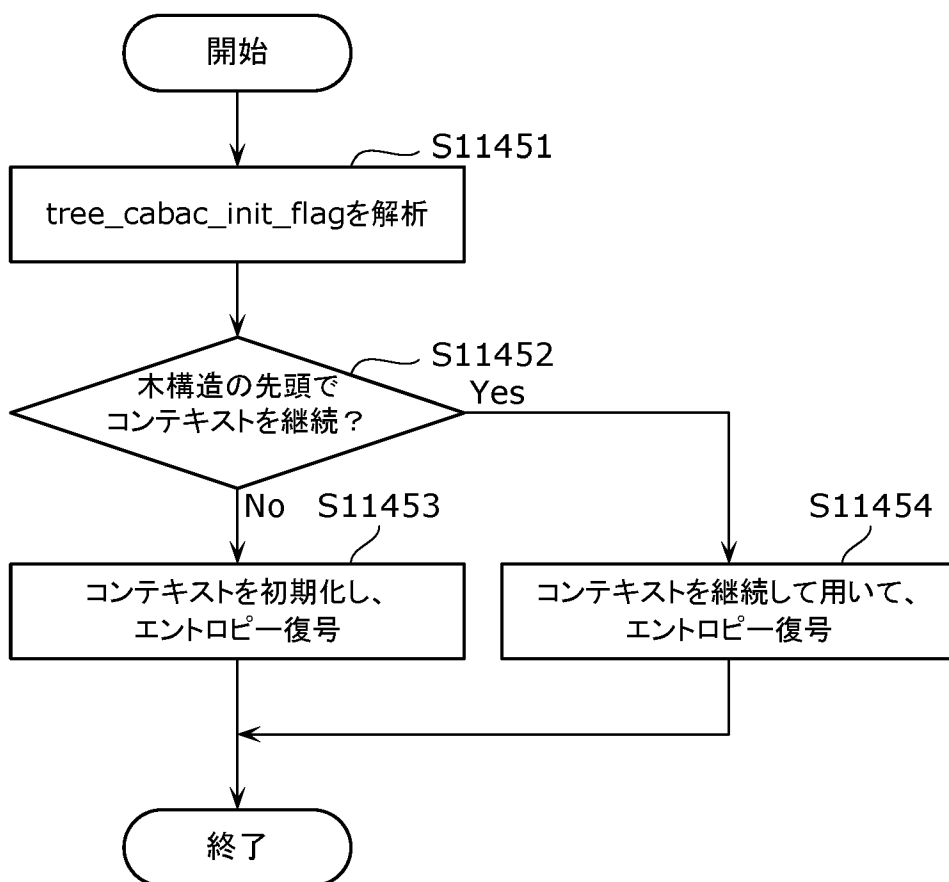 開始
S11451
tree_cabac_init_flagを解析
S11452
木構造の先頭で
コンテキストを継続？
Yes
No
S11453
S11454
コンテキストを初期化し、
エントロピー復号
コンテキストを継続して用いて、
エントロピー復号
終了